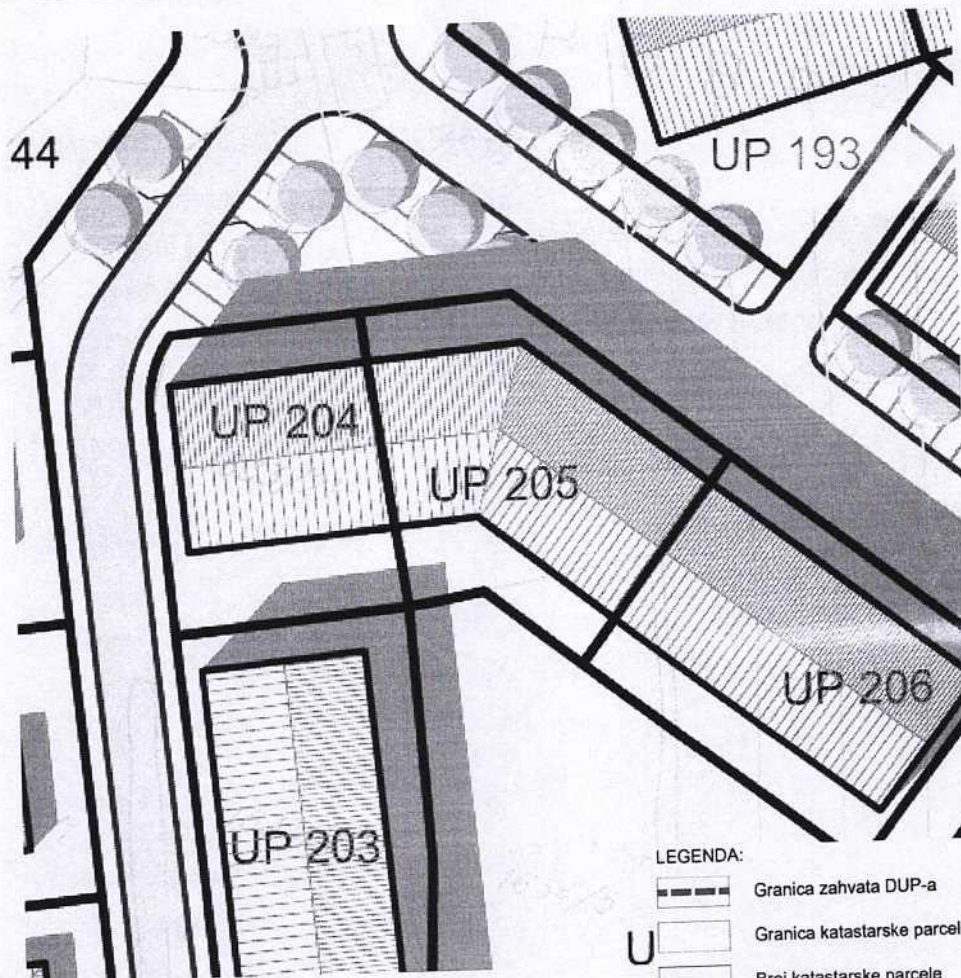 44
UP 193
UP 204
UP 205
UP 206
UP 203
LEGENDA:
Granica zahvata DUP-a
Granica katastarske parcel
U
Broj katastarske parcele